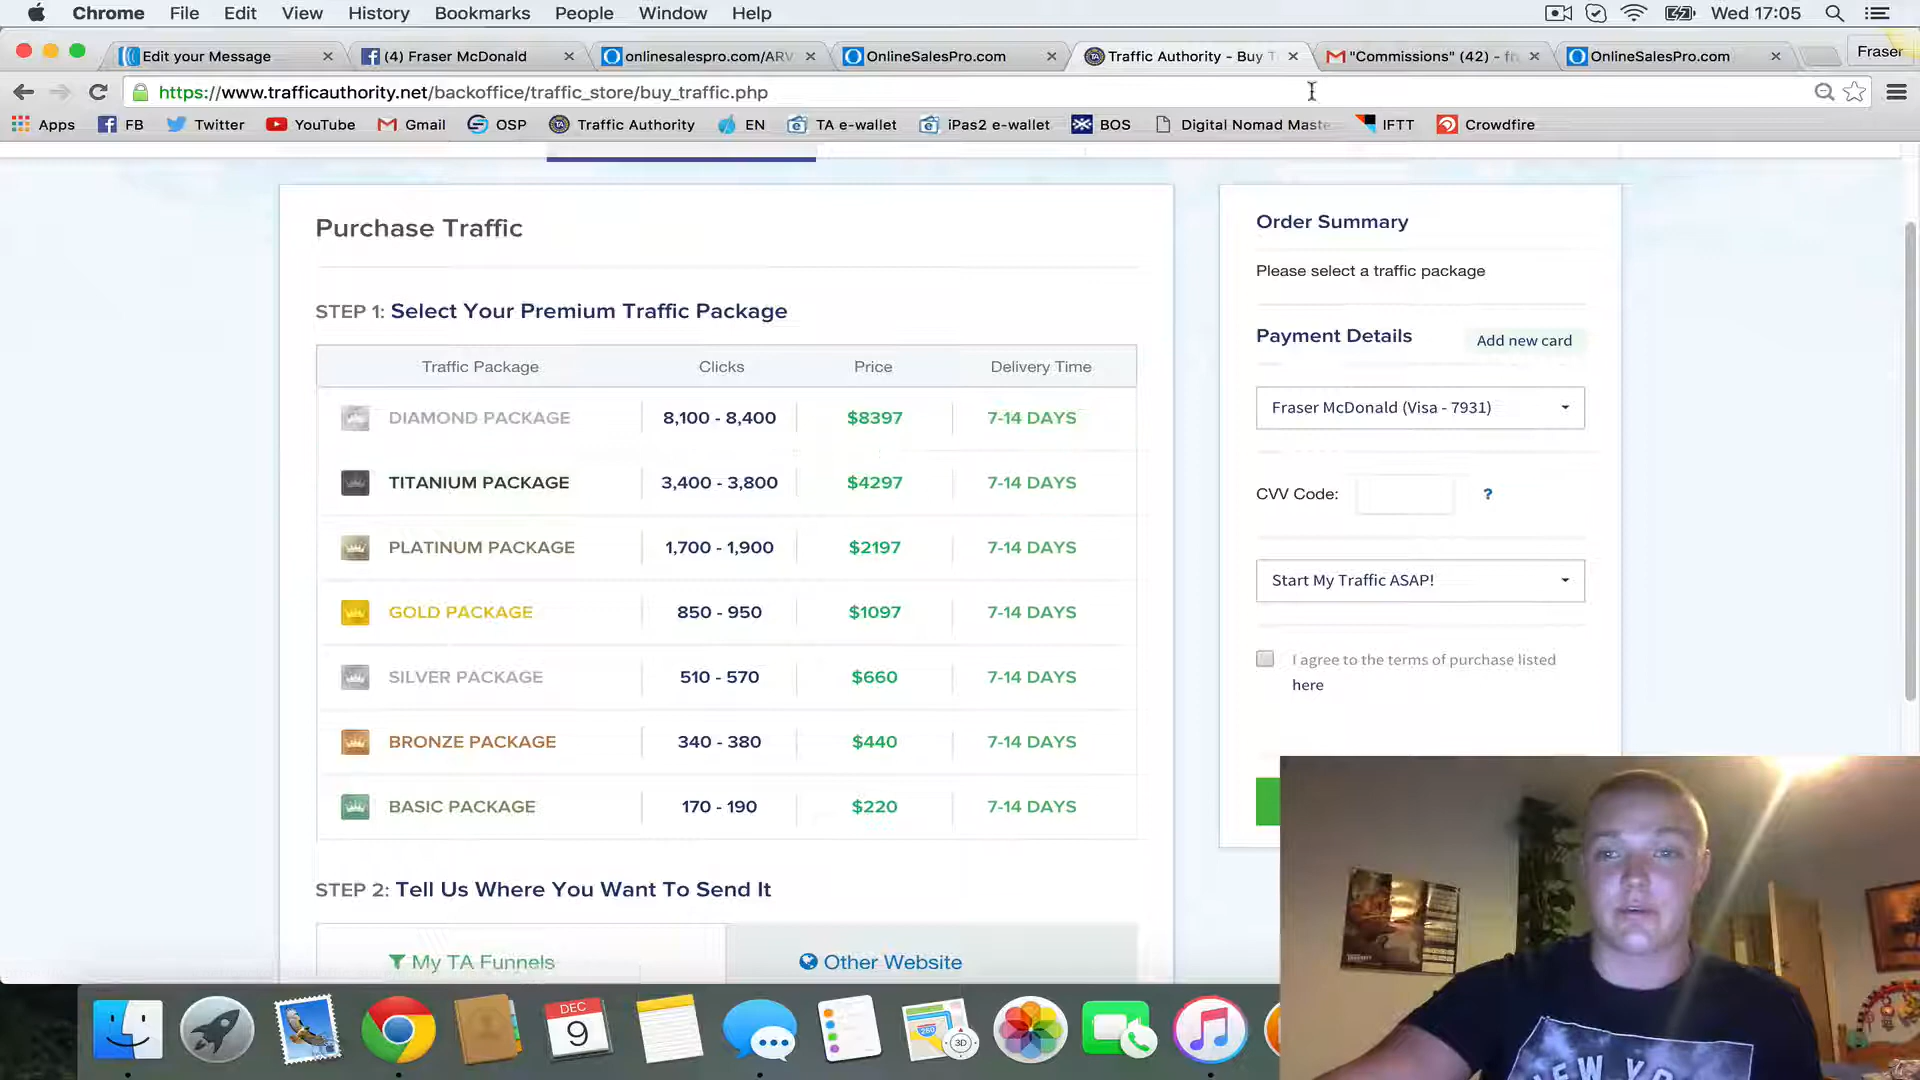 Chrome File Edit View History Bookmarks People Window Help Wed 17:05
Edit your Message (4) Fraser McDonald onlinesalespro.com/ARV OnlineSalesPro.com Traffic Authority - Buy T "Commissions" (42) - fr OnlineSalesPro.com Fraser
https://www.trafficauthority.net/backoffice/traffic_store/buy_traffic.php
Apps FB Twitter YouTube Gmail OSP Traffic Authority EN TA e-wallet iPas2 e-wallet BOS Digital Nomad Maste IFTT Crowdfire
Purchase Traffic
STEP 1: Select Your Premium Traffic Package
Traffic Package Clicks Price Delivery Time
DIAMOND PACKAGE 8,100 - 8,400 $8397 7-14 DAYS
TITANIUM PACKAGE 3,400 - 3,800 $4297 7-14 DAYS
PLATINUM PACKAGE 1,700 - 1,900 $2197 7-14 DAYS
GOLD PACKAGE 850 - 950 $1097 7-14 DAYS
SILVER PACKAGE 510 - 570 $660 7-14 DAYS
BRONZE PACKAGE 340 - 380 $440 7-14 DAYS
BASIC PACKAGE 170 - 190 $220 7-14 DAYS
STEP 2: Tell Us Where You Want To Send It
My TA Funnels Other Website
Order Summary
Please select a traffic package
Payment Details Add new card
Fraser McDonald (Visa - 7931)
CVV Code: ?
Start My Traffic ASAP!
I agree to the terms of purchase listed
here
DEC
9
280
3D
NEW YO